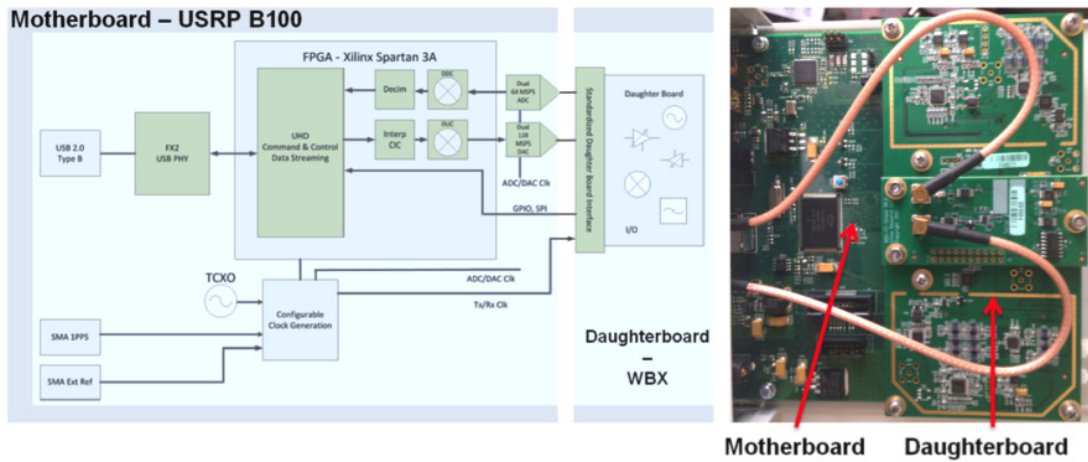 Motherboard – USRP B100
FPGA - Xilinx Spartan 3A
USB 2.0
Type B
FX2
USB PHY
UHD
Command & Control
Data Streaming
Decim
DDC
Interp
CIC
DUC
Dual
64 MSPS
ADC
Dual
128
MSPS
DAC
ADC/DAC Clk
GPIO, SPI
Standardized Daughter Board Interface
Daughter Board
I/O
TCXO
ADC/DAC Clk
Tx/Rx Clk
Configurable
Clock Generation
SMA 1PPS
SMA Ext Ref
Daughterboard
–
WBX
Motherboard
Daughterboard